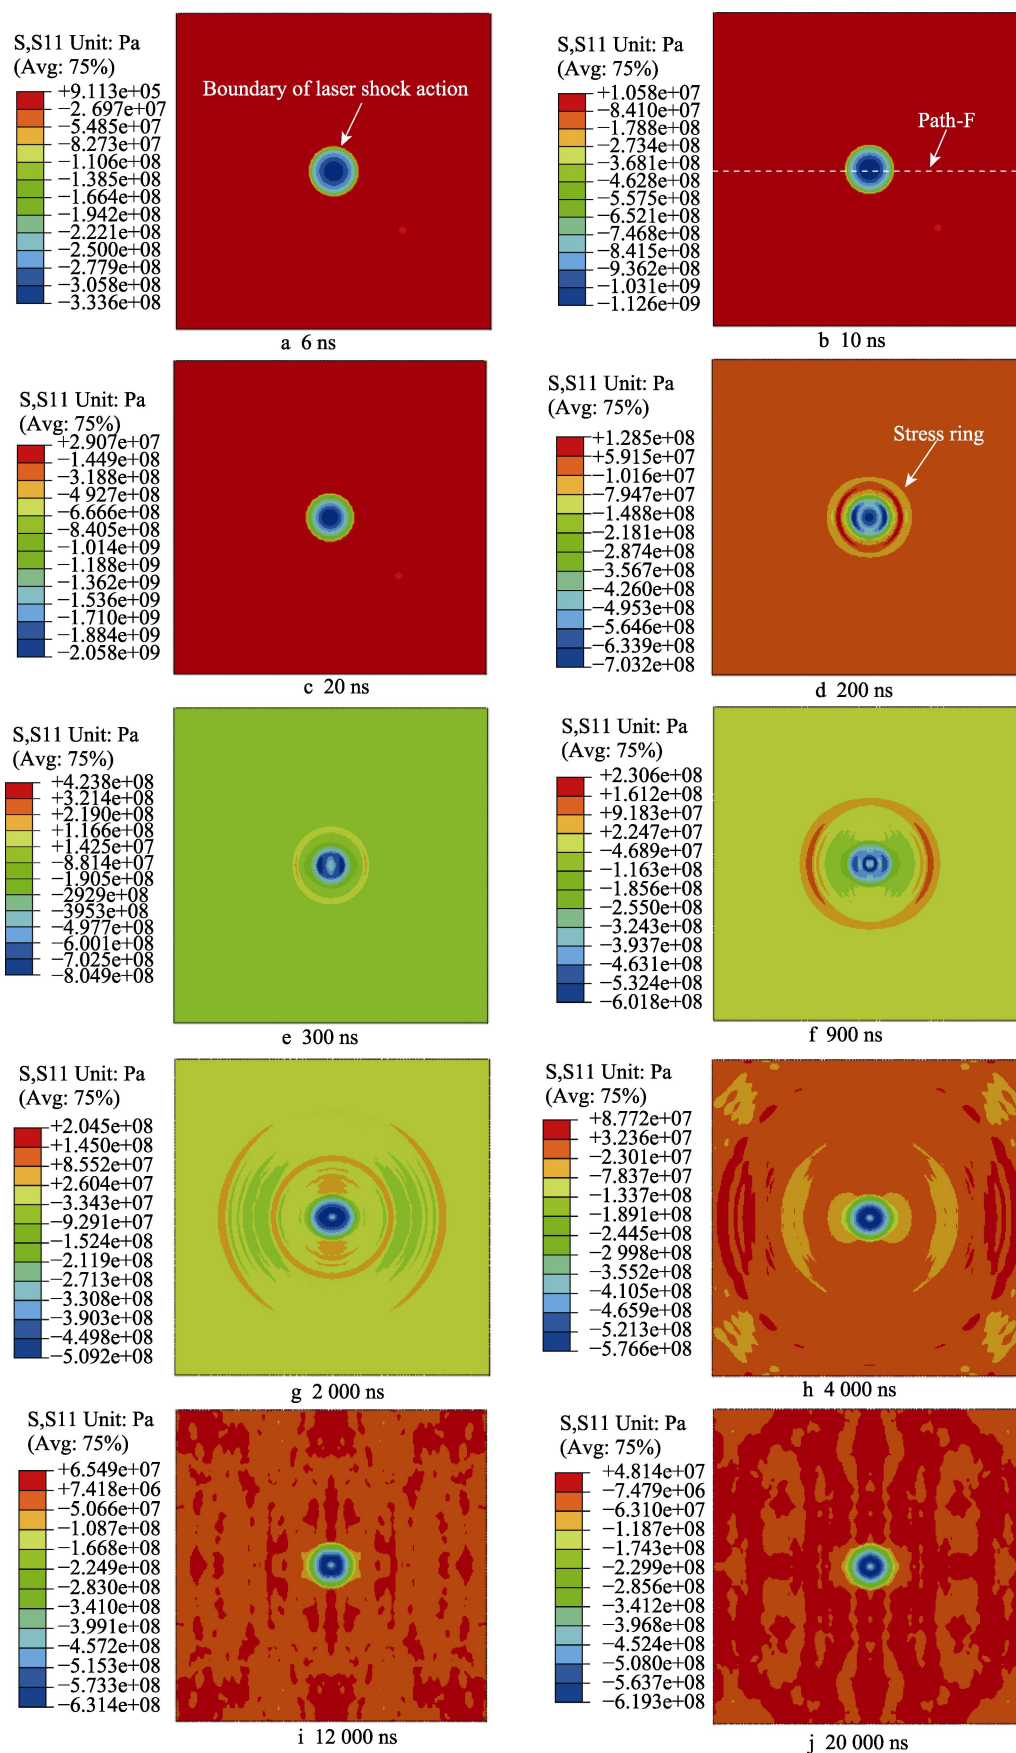 S,S11 Unit: Pa
(Avg: 75%)
+9.113e+05
−2.697e+07
−5.485e+07
−8.273e+07
−1.106e+08
−1.385e+08
−1.664e+08
−1.942e+08
−2.221e+08
−2.500e+08
−2.779e+08
−3.058e+08
−3.336e+08
Boundary of laser shock action
a 6 ns
S,S11 Unit: Pa
(Avg: 75%)
+1.058e+07
−8.410e+07
−1.788e+08
−2.734e+08
−3.681e+08
−4.628e+08
−5.575e+08
−6.521e+08
−7.468e+08
−8.415e+08
−9.362e+08
−1.031e+09
−1.126e+09
Path-F
b 10 ns
S,S11 Unit: Pa
(Avg: 75%)
+2.907e+07
−1.449e+08
−3.188e+08
−4 927e+08
−6.666e+08
−8.405e+08
−1.014e+09
−1.188e+09
−1.362e+09
−1.536e+09
−1.710e+09
−1.884e+09
−2.058e+09
c 20 ns
S,S11 Unit: Pa
(Avg: 75%)
+1.285e+08
+5.915e+07
−1.016e+07
−7.947e+07
−1.488e+08
−2.181e+08
−2.874e+08
−3.567e+08
−4.260e+08
−4.953e+08
−5.646e+08
−6.339e+08
−7.032e+08
Stress ring
d 200 ns
S,S11 Unit: Pa
(Avg: 75%)
+4.238e+08
+3.214e+08
+2.190e+08
+1.166e+08
+1.425e+07
−8.814e+07
−1.905e+08
−2929e+08
−3953e+08
−4.977e+08
−6.001e+08
−7.025e+08
−8.049e+08
e 300 ns
S,S11 Unit: Pa
(Avg: 75%)
+2.306e+08
+1.612e+08
+9.183e+07
+2.247e+07
−4.689e+07
−1.163e+08
−1.856e+08
−2.550e+08
−3.243e+08
−3.937e+08
−4.631e+08
−5.324e+08
−6.018e+08
f 900 ns
S,S11 Unit: Pa
(Avg: 75%)
+2.045e+08
+1.450e+08
+8.552e+07
+2.604e+07
−3.343e+07
−9.291e+07
−1.524e+08
−2.119e+08
−2.713e+08
−3.308e+08
−3.903e+08
−4.498e+08
−5.092e+08
g 2 000 ns
S,S11 Unit: Pa
(Avg: 75%)
+8.772e+07
+3.236e+07
−2.301e+07
−7.837e+07
−1.337e+08
−1.891e+08
−2.445e+08
−2 998e+08
−3.552e+08
−4.105e+08
−4.659e+08
−5.213e+08
−5.766e+08
h 4 000 ns
S,S11 Unit: Pa
(Avg: 75%)
+6.549e+07
+7.418e+06
−5.066e+07
−1.087e+08
−1.668e+08
−2.249e+08
−2.830e+08
−3.410e+08
−3.991e+08
−4.572e+08
−5.153e+08
−5.733e+08
−6.314e+08
i 12 000 ns
S,S11 Unit: Pa
(Avg: 75%)
+4.814e+07
−7.479e+06
−6.310e+07
−1.187e+08
−1.743e+08
−2.299e+08
−2.856e+08
−3.412e+08
−3.968e+08
−4.524e+08
−5.080e+08
−5.637e+08
−6.193e+08
j 20 000 ns